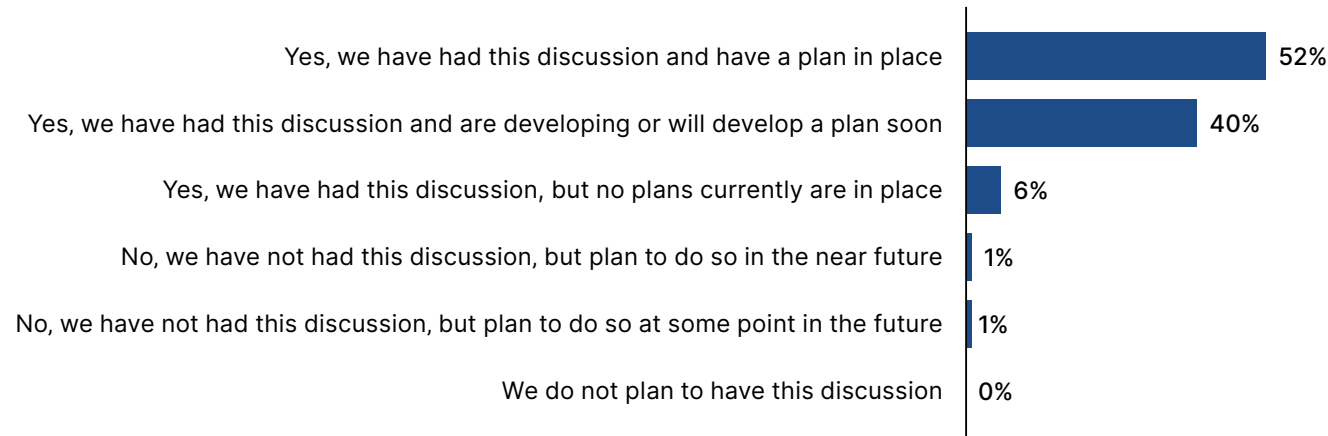 Yes, we have had this discussion and have a plan in place 52%
Yes, we have had this discussion and are developing or will develop a plan soon 40%
Yes, we have had this discussion, but no plans currently are in place 6%
No, we have not had this discussion, but plan to do so in the near future 1%
No, we have not had this discussion, but plan to do so at some point in the future 1%
We do not plan to have this discussion 0%